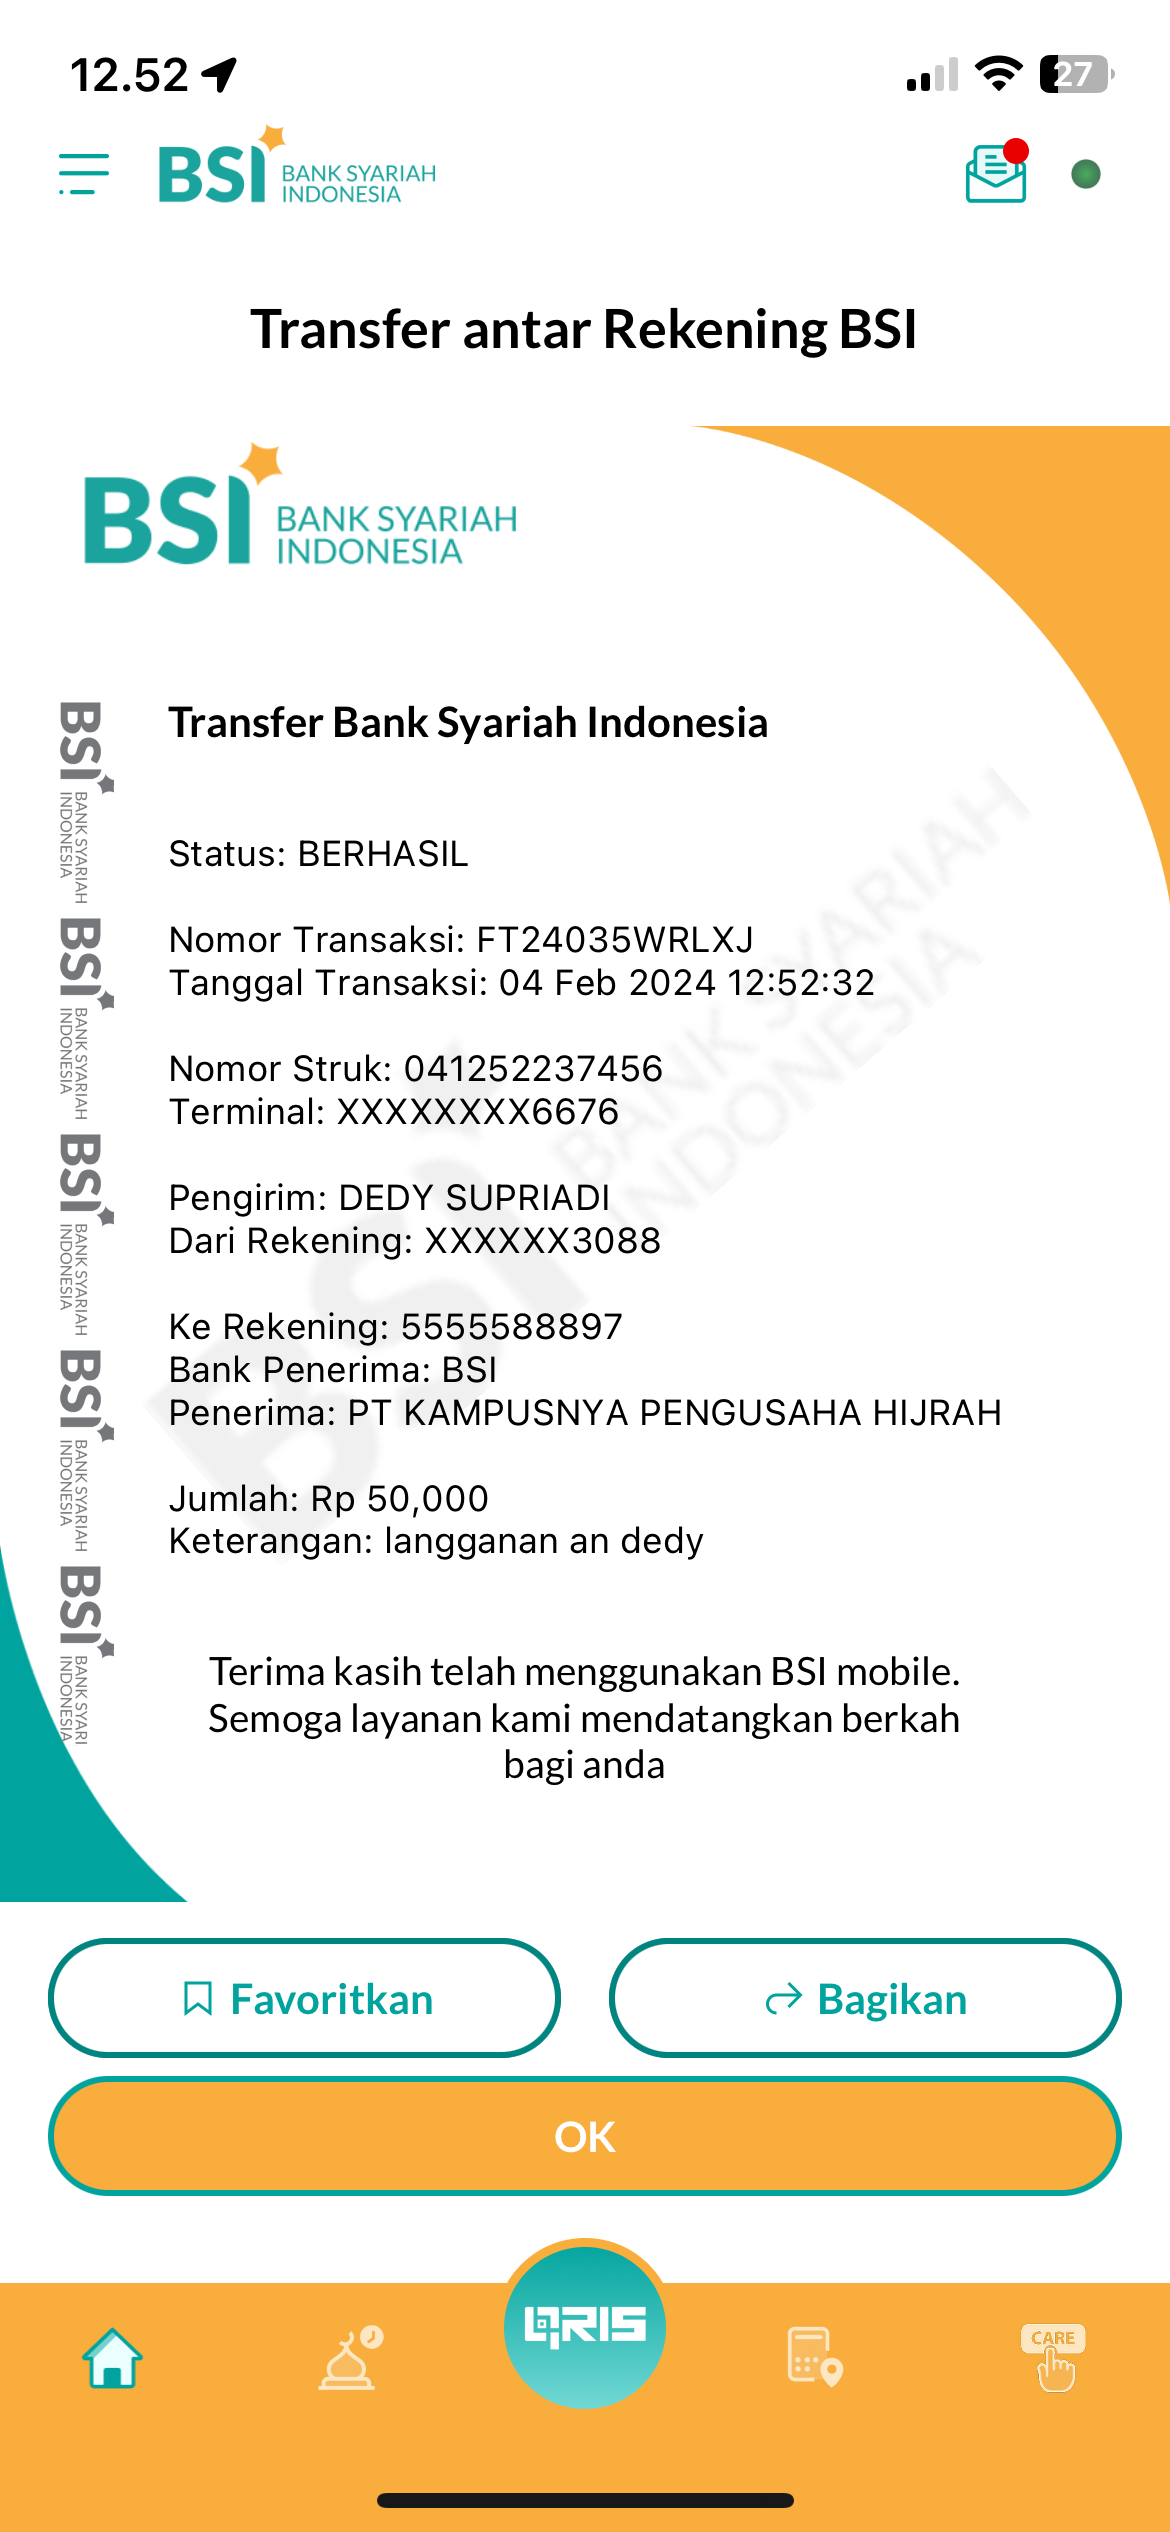 12.52
27
BSI BANK SYARIAH
INDONESIA
Transfer antar Rekening BSI
BSI BANK SYARIAH
INDONESIA
Transfer Bank Syariah Indonesia
Status: BERHASIL
Nomor Transaksi: FT24035WRLXJ
Tanggal Transaksi: 04 Feb 2024 12:52:32
Nomor Struk: 041252237456
Terminal: XXXXXXXX6676
Pengirim: DEDY SUPRIADI
Dari Rekening: XXXXXX3088
Ke Rekening: 5555588897
Bank Penerima: BSI
Penerima: PT KAMPUSNYA PENGUSAHA HIJRAH
Jumlah: Rp 50,000
Keterangan: langganan an dedy
BSI BANK SYARIAH
INDONESIA
BSI BANK SYARIAH
INDONESIA
BSI BANK SYARIAH
INDONESIA
BSI BANK SYARIAH
INDONESIA
BSI BANK SYARI
INDONESIA
BSI BANK SYARIAH
INDONESIA
Terima kasih telah menggunakan BSI mobile.
Semoga layanan kami mendatangkan berkah
bagi anda
Favoritkan
Bagikan
OK
QRIS
CARE